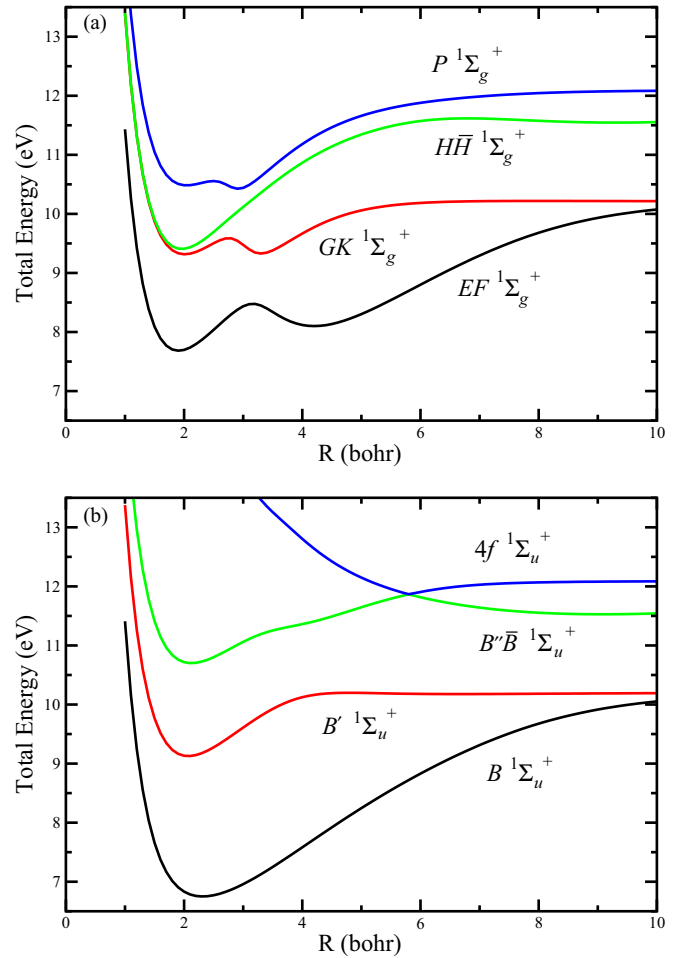 (a)
13
12
11
10
9
8
7
Total Energy (eV)
P ¹Σg⁺
HH̄ ¹Σg⁺
GK ¹Σg⁺
EF ¹Σg⁺
0 2 4 6 8 10
R (bohr)
(b)
13
12
11
10
9
8
7
Total Energy (eV)
4f ¹Σu⁺
B″B̄ ¹Σu⁺
B′ ¹Σu⁺
B ¹Σu⁺
0 2 4 6 8 10
R (bohr)